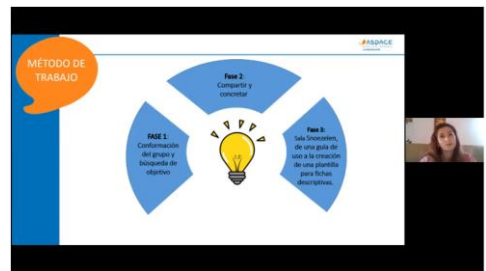 MÉTODO DE
TRABAJO
ASPACE
FASE 1:
Conformación
del grupo y
búsqueda de
objetivo
Fase 2:
Compartir y
concretar
Fase 3:
Sala Snoezelen,
de una guía de
uso a la creación
de una plantilla
para fichas
descriptivas.